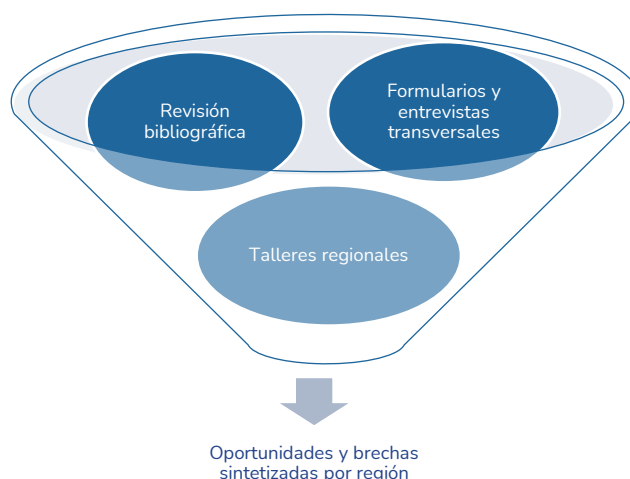 Revisión
bibliográfica
Formularios y
entrevistas
transversales
Talleres regionales
Oportunidades y brechas
sintetizadas por región